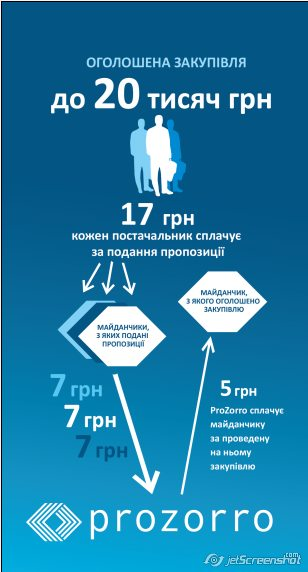 ОГОЛОШЕНА ЗАКУПІВЛЯ
до 20 тисяч грн
17 грн
кожен постачальник сплачує
за подання пропозиції
МАЙДАНЧИК,
З ЯКОГО ОГОЛОШЕНО
ЗАКУПІВЛЮ
МАЙДАНЧИКИ,
З ЯКИХ ПОДАНІ
ПРОПОЗИЦІЇ
7 грн
7 грн
7 грн
5 грн
ProZorro сплачує
майданчику
за проведену
на ньому
закупівлю
prozorro
jetScreenshot
.com